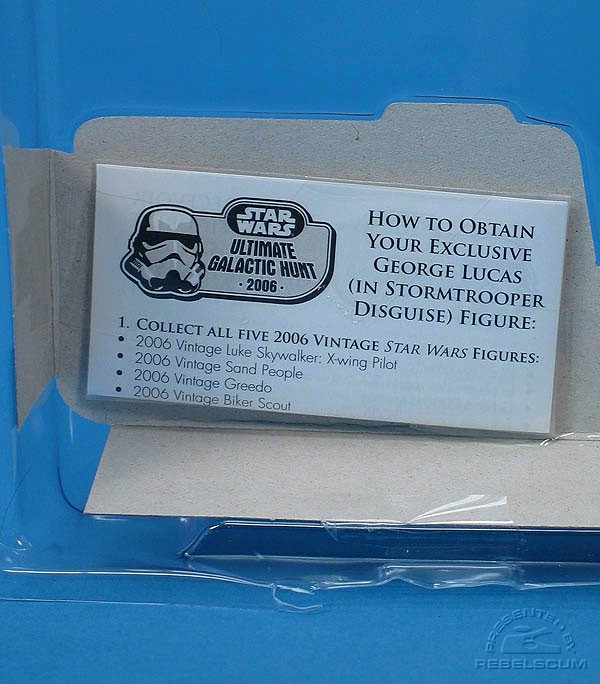 STAR
WARS
ULTIMATE
GALACTIC HUNT
· 2006 ·
HOW TO OBTAIN
YOUR EXCLUSIVE
GEORGE LUCAS
(IN STORMTROOPER
DISGUISE) FIGURE:
1. COLLECT ALL FIVE 2006 VINTAGE STAR WARS FIGURES:
• 2006 Vintage Luke Skywalker: X-wing Pilot
• 2006 Vintage Sand People
• 2006 Vintage Greedo
• 2006 Vintage Biker Scout
PRESENTED BY
REBELSCUM